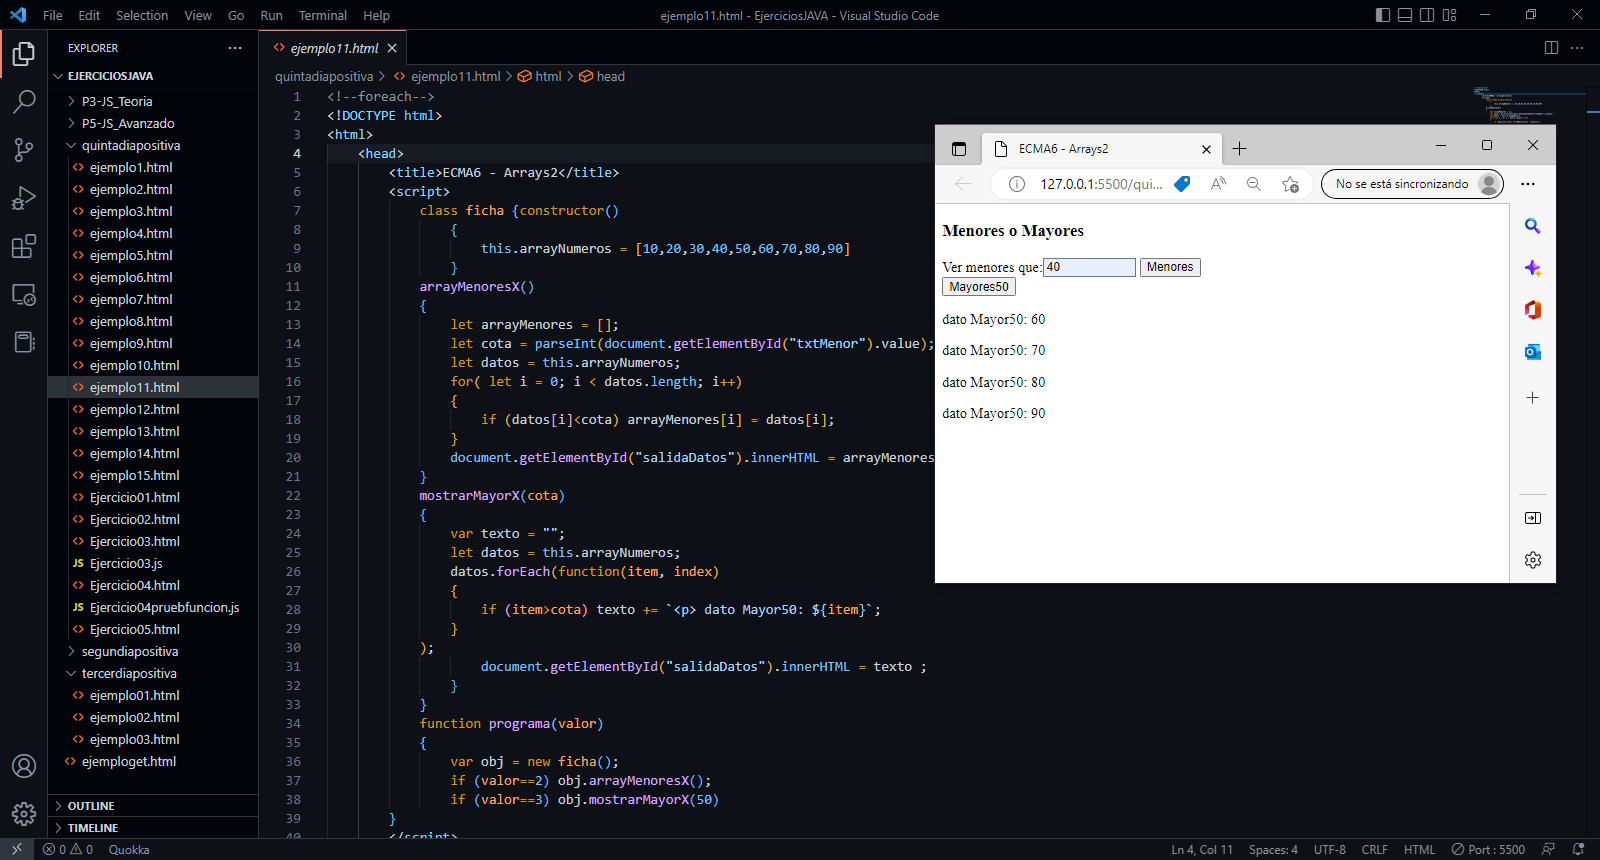 File Edit Selection View Go Run Terminal Help
ejemplo11.html - EjerciciosJAVA - Visual Studio Code
EXPLORER
EJERCICIOSJAVA
P3-JS_Teoria
P5-JS_Avanzado
quintadiapositiva
ejemplo1.html
ejemplo2.html
ejemplo3.html
ejemplo4.html
ejemplo5.html
ejemplo6.html
ejemplo7.html
ejemplo8.html
ejemplo9.html
ejemplo10.html
ejemplo11.html
ejemplo12.html
ejemplo13.html
ejemplo14.html
ejemplo15.html
Ejercicio01.html
Ejercicio02.html
Ejercicio03.html
JS Ejercicio03.js
Ejercicio04.html
JS Ejercicio04pruebfuncion.js
Ejercicio05.html
segundiapositiva
tercerdiapositiva
ejemplo01.html
ejemplo02.html
ejemplo03.html
ejemploget.html
OUTLINE
TIMELINE
ejemplo11.html
quintadiapositiva > ejemplo11.html > html > head
1 <!--foreach-->
2 <!DOCTYPE html>
3 <html>
4 <head>
5 <title>ECMA6 - Arrays2</title>
6 <script>
7 class ficha {constructor()
8 {
9 this.arrayNumeros = [10,20,30,40,50,60,70,80,90]
10 }
11 arrayMenoresX()
12 {
13 let arrayMenores = [];
14 let cota = parseInt(document.getElementById("txtMenor").value);
15 let datos = this.arrayNumeros;
16 for( let i = 0; i < datos.length; i++)
17 {
18 if (datos[i]<cota) arrayMenores[i] = datos[i];
19 }
20 document.getElementById("salidaDatos").innerHTML = arrayMenores
21 }
22 mostrarMayorX(cota)
23 {
24 var texto = "";
25 let datos = this.arrayNumeros;
26 datos.forEach(function(item, index)
27 {
28 if (item>cota) texto += `<p> dato Mayor50: ${item}`;
29 }
30 );
31 document.getElementById("salidaDatos").innerHTML = texto ;
32 }
33 }
34 function programa(valor)
35 {
36 var obj = new ficha();
37 if (valor==2) obj.arrayMenoresX();
38 if (valor==3) obj.mostrarMayorX(50)
39 }
40 </script>
ECMA6 - Arrays2
127.0.0.1:5500/qui...
No se está sincronizando
Menores o Mayores
Ver menores que: 40 Menores
Mayores50
dato Mayor50: 60
dato Mayor50: 70
dato Mayor50: 80
dato Mayor50: 90
0 0 Quokka
Ln 4, Col 11 Spaces: 4 UTF-8 CRLF HTML Port : 5500